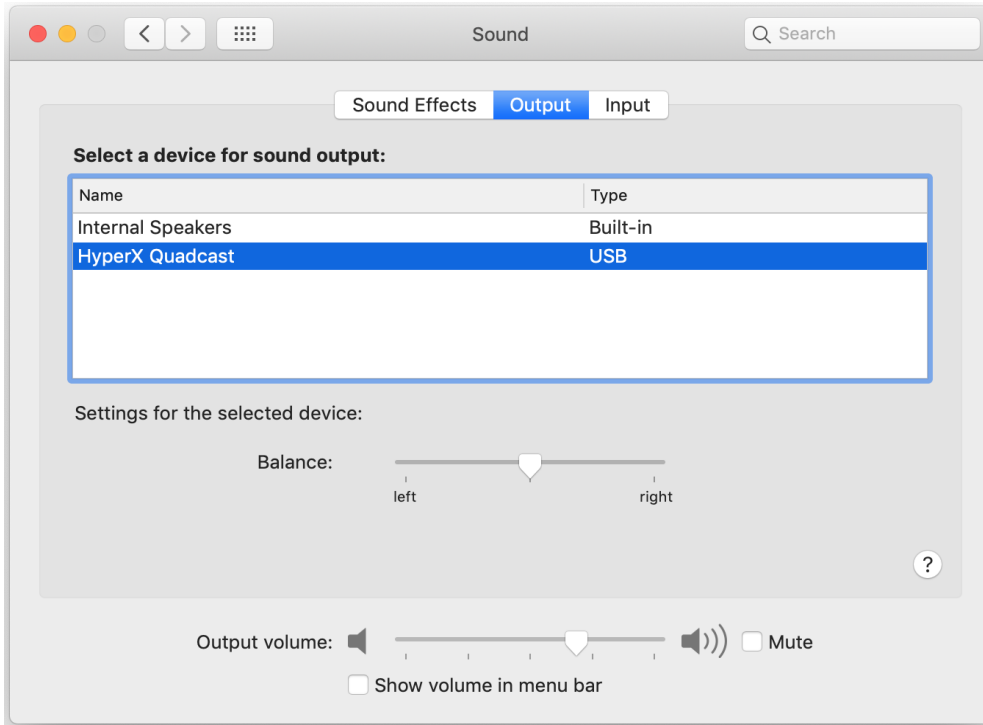 Sound
Search
Sound Effects Output Input
Select a device for sound output:
Name Type
Internal Speakers Built-in
HyperX Quadcast USB
Settings for the selected device:
Balance:
left right
?
Output volume: Mute
Show volume in menu bar